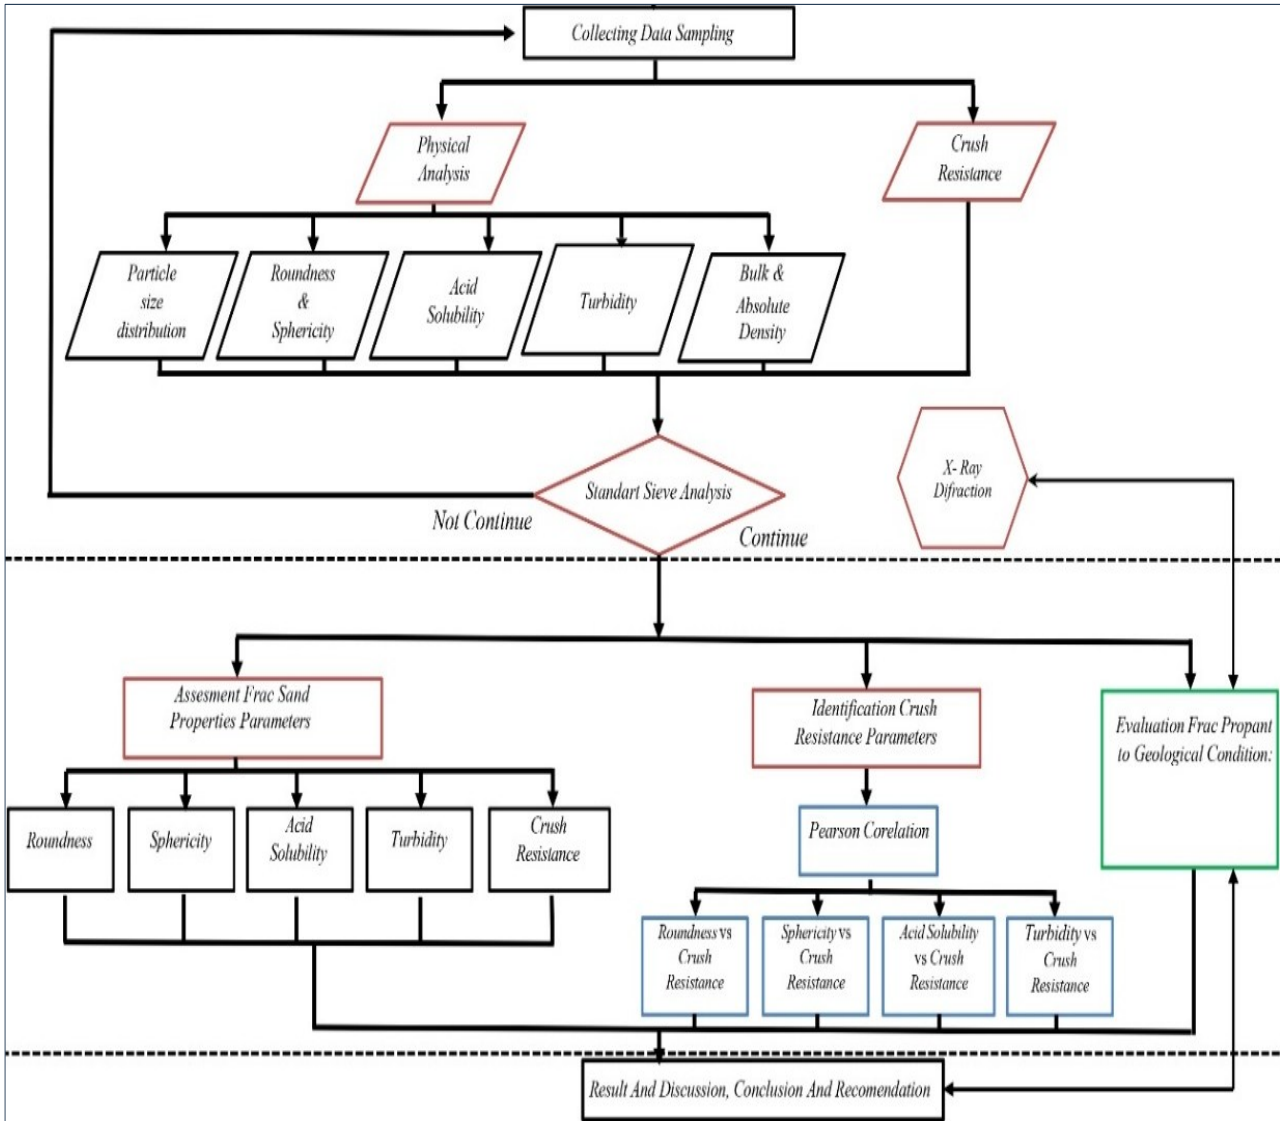 Collecting Data Sampling
Physical
Analysis
Crush
Resistance
Particle
size
distribution
Roundness
&
Sphericity
Acid
Solubility
Turbidity
Bulk &
Absolute
Density
Standart Sieve Analysis
X- Ray
Difraction
Not Continue
Continue
Assesment Frac Sand
Properties Parameters
Identification Crush
Resistance Parameters
Evaluation Frac Propant
to Geological Condition:
Roundness
Sphericity
Acid
Solubility
Turbidity
Crush
Resistance
Pearson Corelation
Roundness vs
Crush
Resistance
Sphericity vs
Crush
Resistance
Acid Solubility
vs Crush
Resistance
Turbidity vs
Crush
Resistance
Result And Discussion, Conclusion And Recomendation